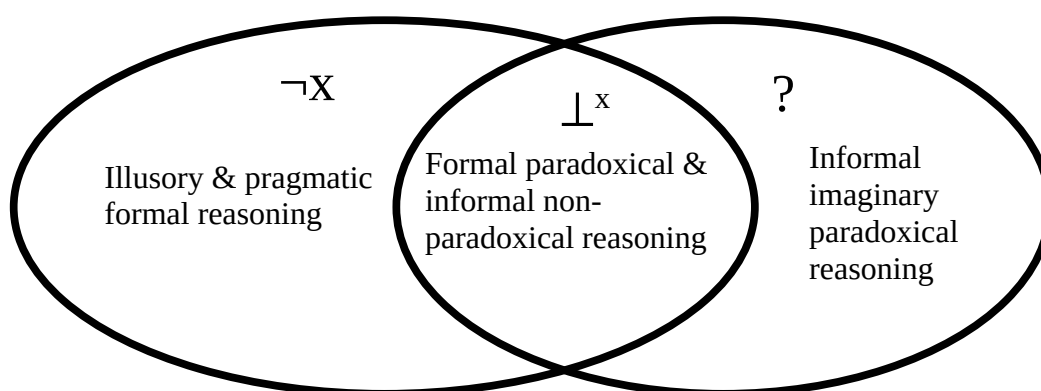 ¬x
Illusory & pragmatic
formal reasoning
⊥ˣ
Formal paradoxical &
informal non-
paradoxical reasoning
?
Informal
imaginary
paradoxical
reasoning